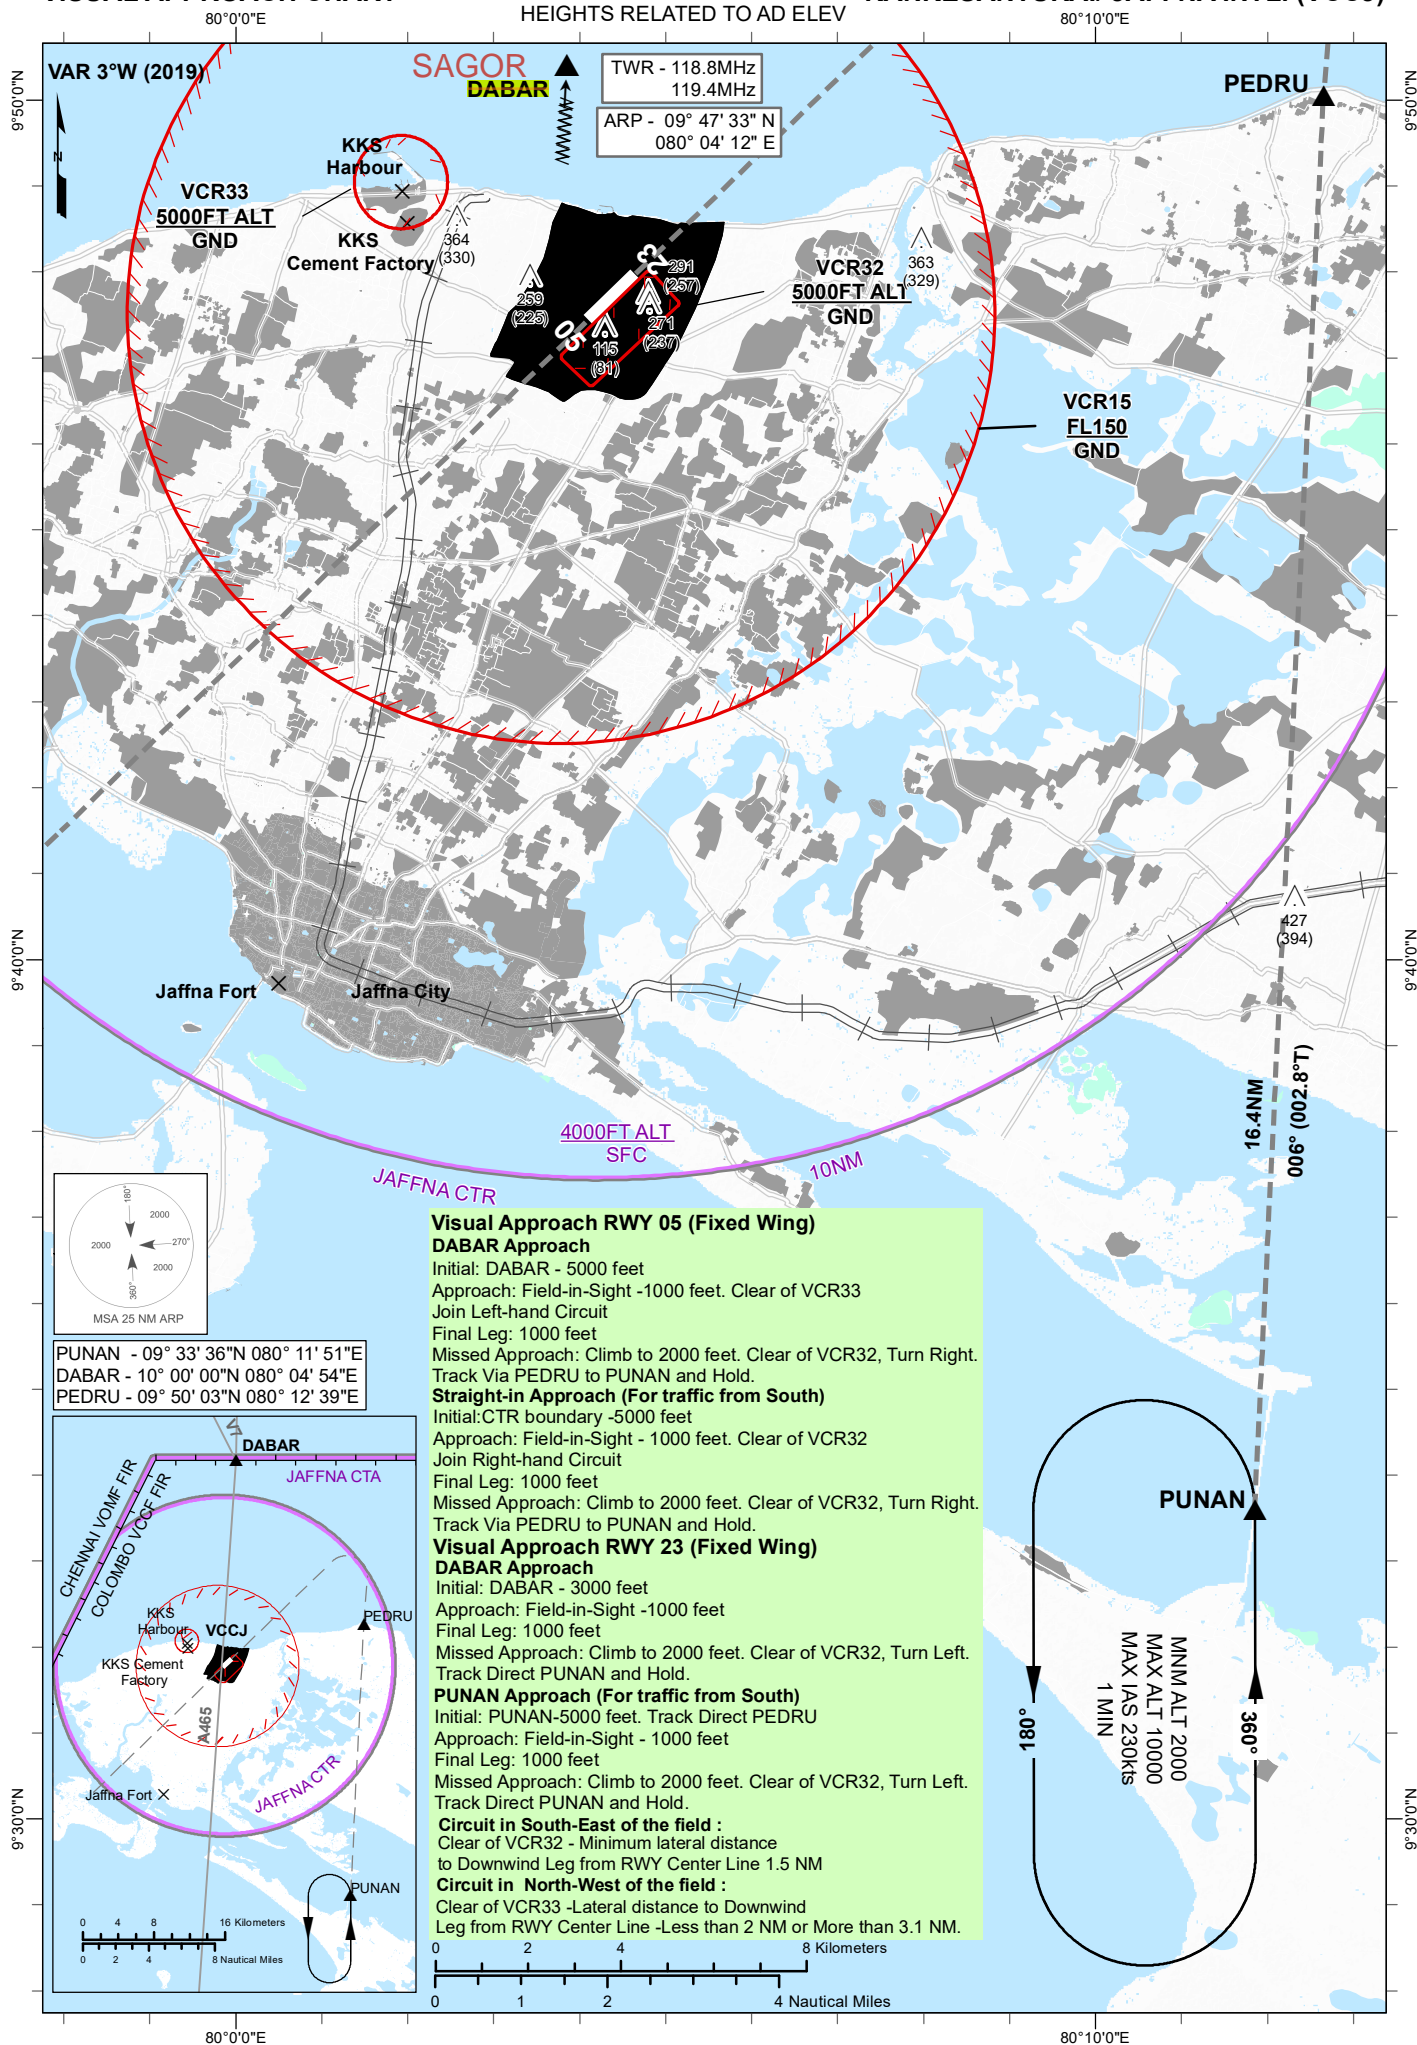 HEIGHTS RELATED TO AD ELEV
80°0'0"E
80°10'0"E
9°50'0"N
9°50'0"N
VAR 3°W (2019)
N
SAGOR
DABAR
TWR - 118.8MHz
119.4MHz
ARP - 09° 47' 33" N
080° 04' 12" E
PEDRU
KKS
Harbour
VCR33
5000FT ALT
GND
KKS
Cement Factory
364
(330)
259
(225)
23
291
(257)
271
(237)
05
115
(81)
VCR32
5000FT ALT
GND
363
(329)
VCR15
FL150
GND
427
(394)
9°40'0"N
9°40'0"N
Jaffna Fort
Jaffna City
16.4NM
006° (002.8°T)
4000FT ALT
SFC
JAFFNA CTR
10NM
180°
2000
2000
270°
2000
360°
MSA 25 NM ARP
PUNAN - 09° 33' 36"N 080° 11' 51"E
DABAR - 10° 00' 00"N 080° 04' 54"E
PEDRU - 09° 50' 03"N 080° 12' 39"E
Visual Approach RWY 05 (Fixed Wing)
DABAR Approach
Initial: DABAR - 5000 feet
Approach: Field-in-Sight -1000 feet. Clear of VCR33
Join Left-hand Circuit
Final Leg: 1000 feet
Missed Approach: Climb to 2000 feet. Clear of VCR32, Turn Right.
Track Via PEDRU to PUNAN and Hold.
Straight-in Approach (For traffic from South)
Initial:CTR boundary -5000 feet
Approach: Field-in-Sight - 1000 feet. Clear of VCR32
Join Right-hand Circuit
Final Leg: 1000 feet
Missed Approach: Climb to 2000 feet. Clear of VCR32, Turn Right.
Track Via PEDRU to PUNAN and Hold.
Visual Approach RWY 23 (Fixed Wing)
DABAR Approach
Initial: DABAR - 3000 feet
Approach: Field-in-Sight -1000 feet
Final Leg: 1000 feet
Missed Approach: Climb to 2000 feet. Clear of VCR32, Turn Left.
Track Direct PUNAN and Hold.
PUNAN Approach (For traffic from South)
Initial: PUNAN-5000 feet. Track Direct PEDRU
Approach: Field-in-Sight - 1000 feet
Final Leg: 1000 feet
Missed Approach: Climb to 2000 feet. Clear of VCR32, Turn Left.
Track Direct PUNAN and Hold.
Circuit in South-East of the field :
Clear of VCR32 - Minimum lateral distance
to Downwind Leg from RWY Center Line 1.5 NM
Circuit in North-West of the field :
Clear of VCR33 -Lateral distance to Downwind
Leg from RWY Center Line -Less than 2 NM or More than 3.1 NM.
DABAR
JAFFNA CTA
CHENNAI VOMF FIR
COLOMBO VCCF FIR
KKS
Harbour
VCCJ
PEDRU
KKS Cement
Factory
A465
JAFFNA CTR
Jaffna Fort
PUNAN
0 4 8 16 Kilometers
0 2 4 8 Nautical Miles
PUNAN
180°
360°
MNM ALT 2000
MAX ALT 10000
MAX IAS 230kts
1 MIN
9°30'0"N
9°30'0"N
0 2 4 8 Kilometers
0 1 2 4 Nautical Miles
80°0'0"E
80°10'0"E